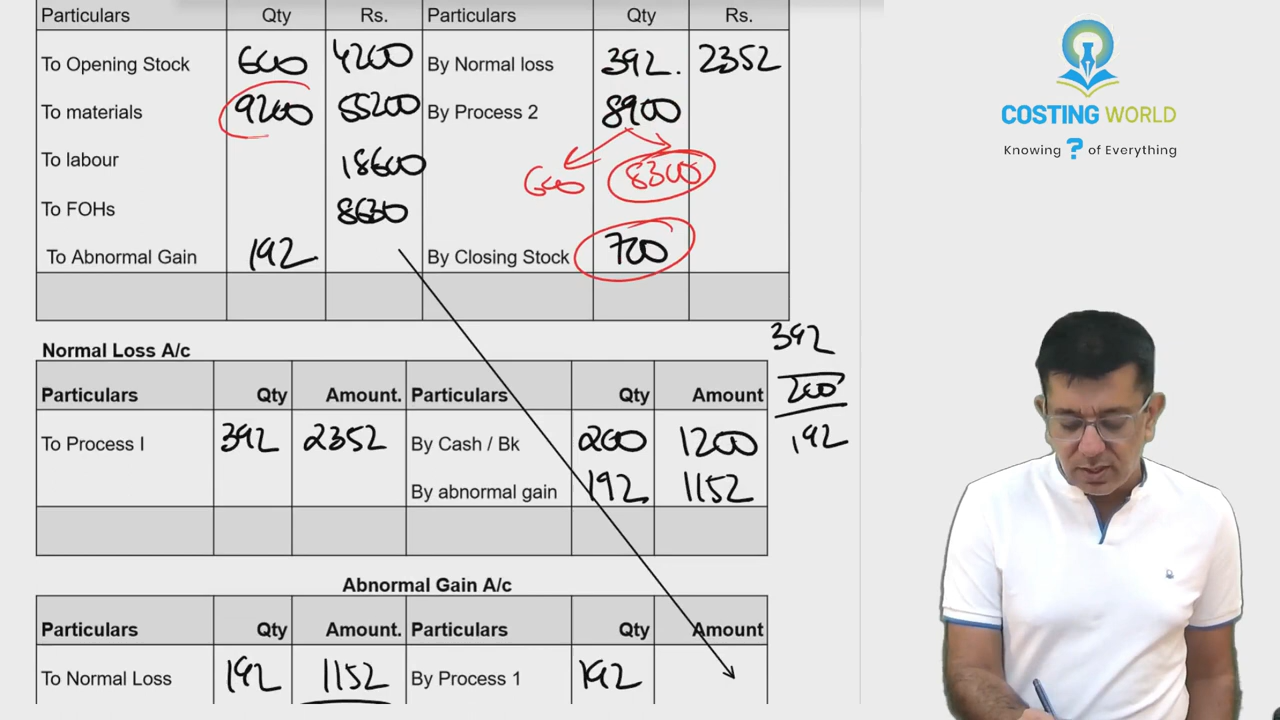 Particulars Qty Rs. Particulars Qty Rs.
To Opening Stock 600 4200 By Normal loss 392. 2352
To materials 9200 55200 By Process 2 8900
To labour 18600
600 8300
To FOHs 8630
To Abnormal Gain 192. By Closing Stock 700
Normal Loss A/c
392
Particulars Qty Amount. Particulars Qty Amount
200
To Process I 392 2352 By Cash / Bk 200 1200
192
By abnormal gain 192. 1152
Abnormal Gain A/c
Particulars Qty Amount. Particulars Qty Amount
To Normal Loss 192 1152 By Process 1 192
COSTING WORLD
Knowing ? of Everything